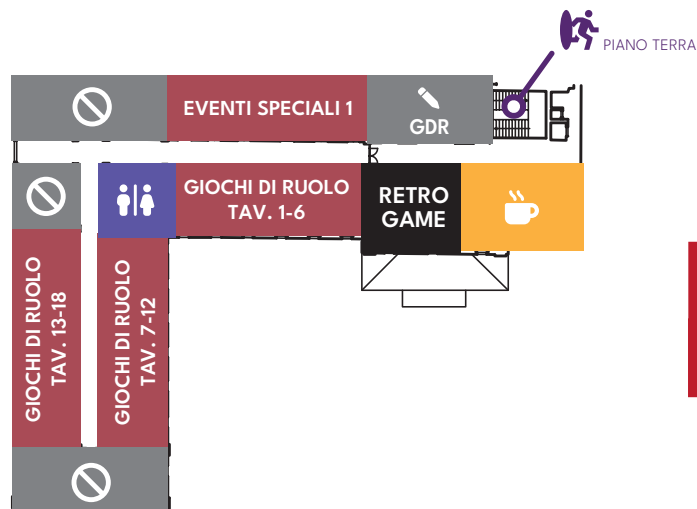 PIANO TERRA
EVENTI SPECIALI 1
GDR
GIOCHI DI RUOLO
TAV. 1-6
RETRO
GAME
GIOCHI DI RUOLO
TAV. 13-18
GIOCHI DI RUOLO
TAV. 7-12